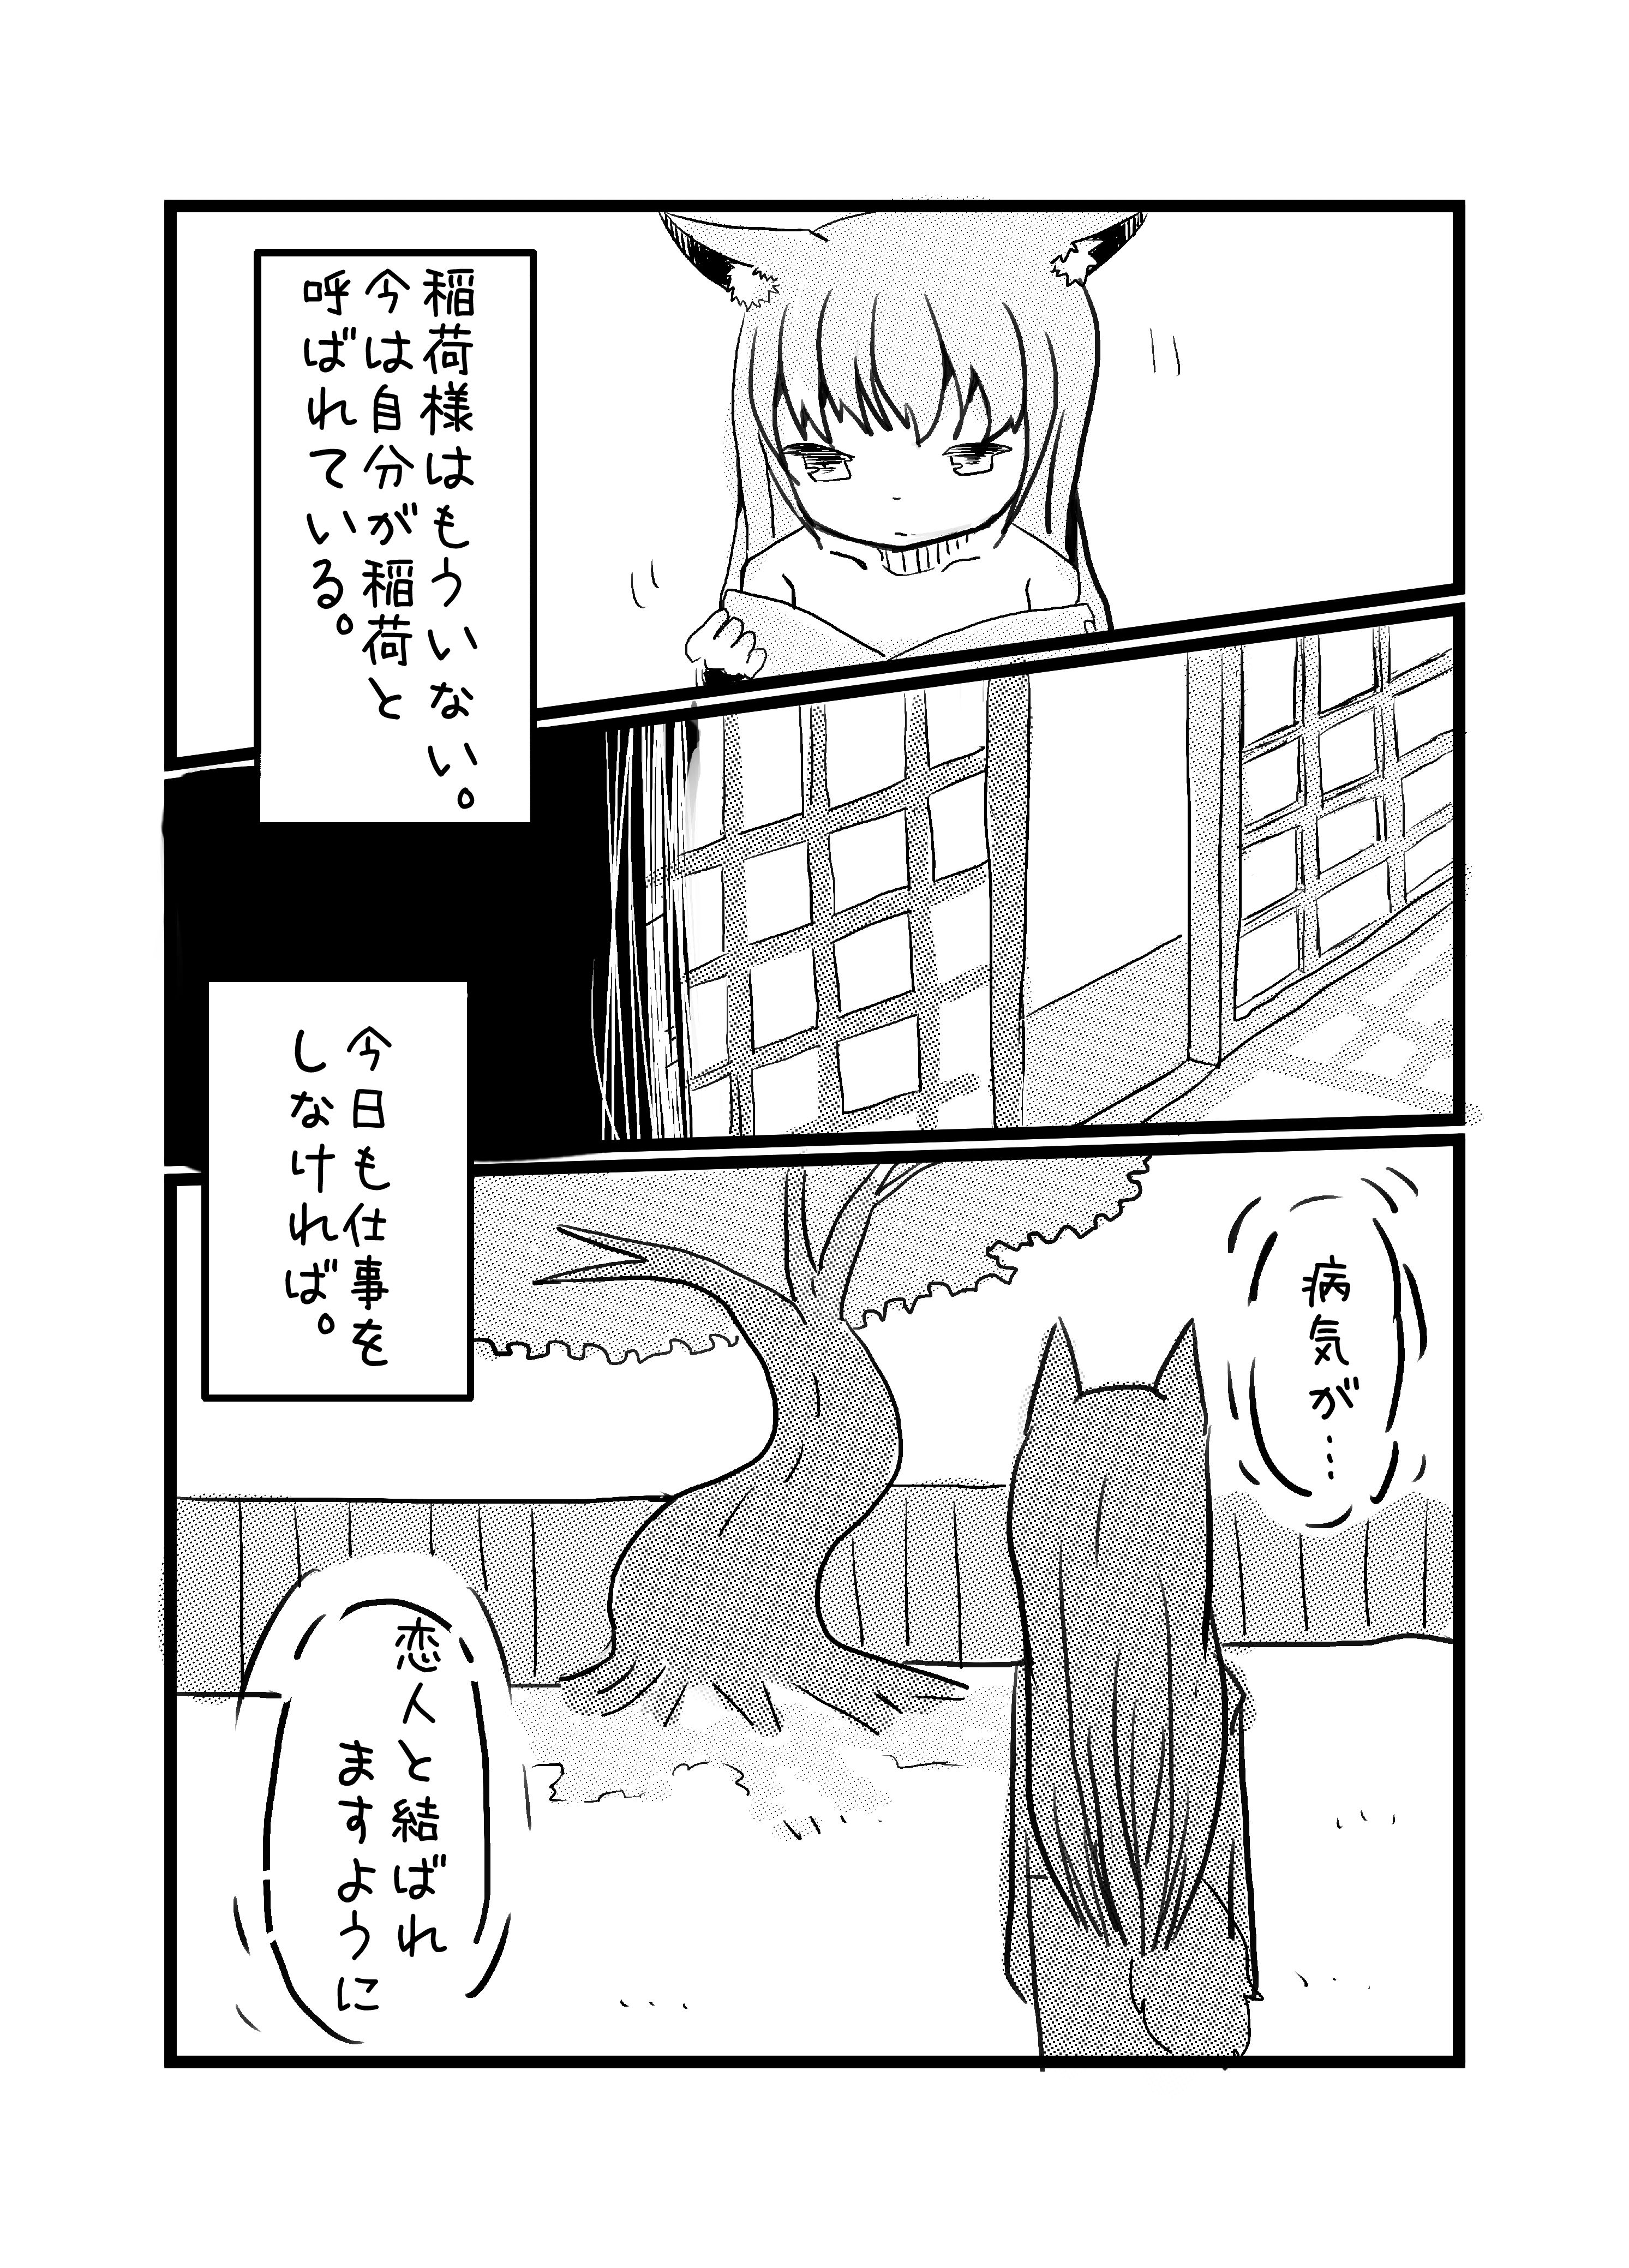 稲荷様はもういない。
今は自分が稲荷と
呼ばれている。
今日も仕事を
しなければ。
病気が…
恋人と結ばれ
ますように